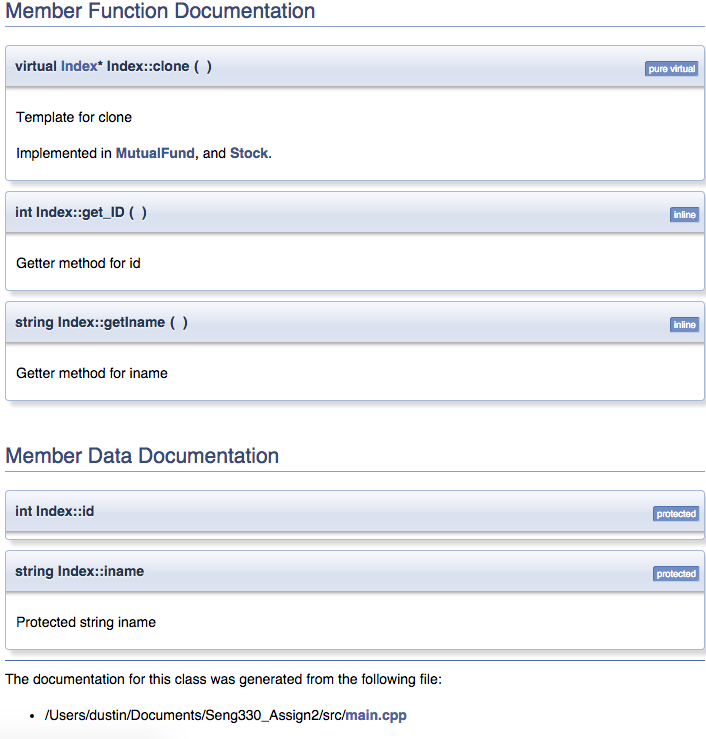 Member Function Documentation
virtual Index* Index::clone ( ) pure virtual
Template for clone
Implemented in MutualFund, and Stock.
int Index::get_ID ( ) inline
Getter method for id
string Index::getIname ( ) inline
Getter method for iname
Member Data Documentation
int Index::id protected
string Index::iname protected
Protected string iname
The documentation for this class was generated from the following file:
• /Users/dustin/Documents/Seng330_Assign2/src/main.cpp